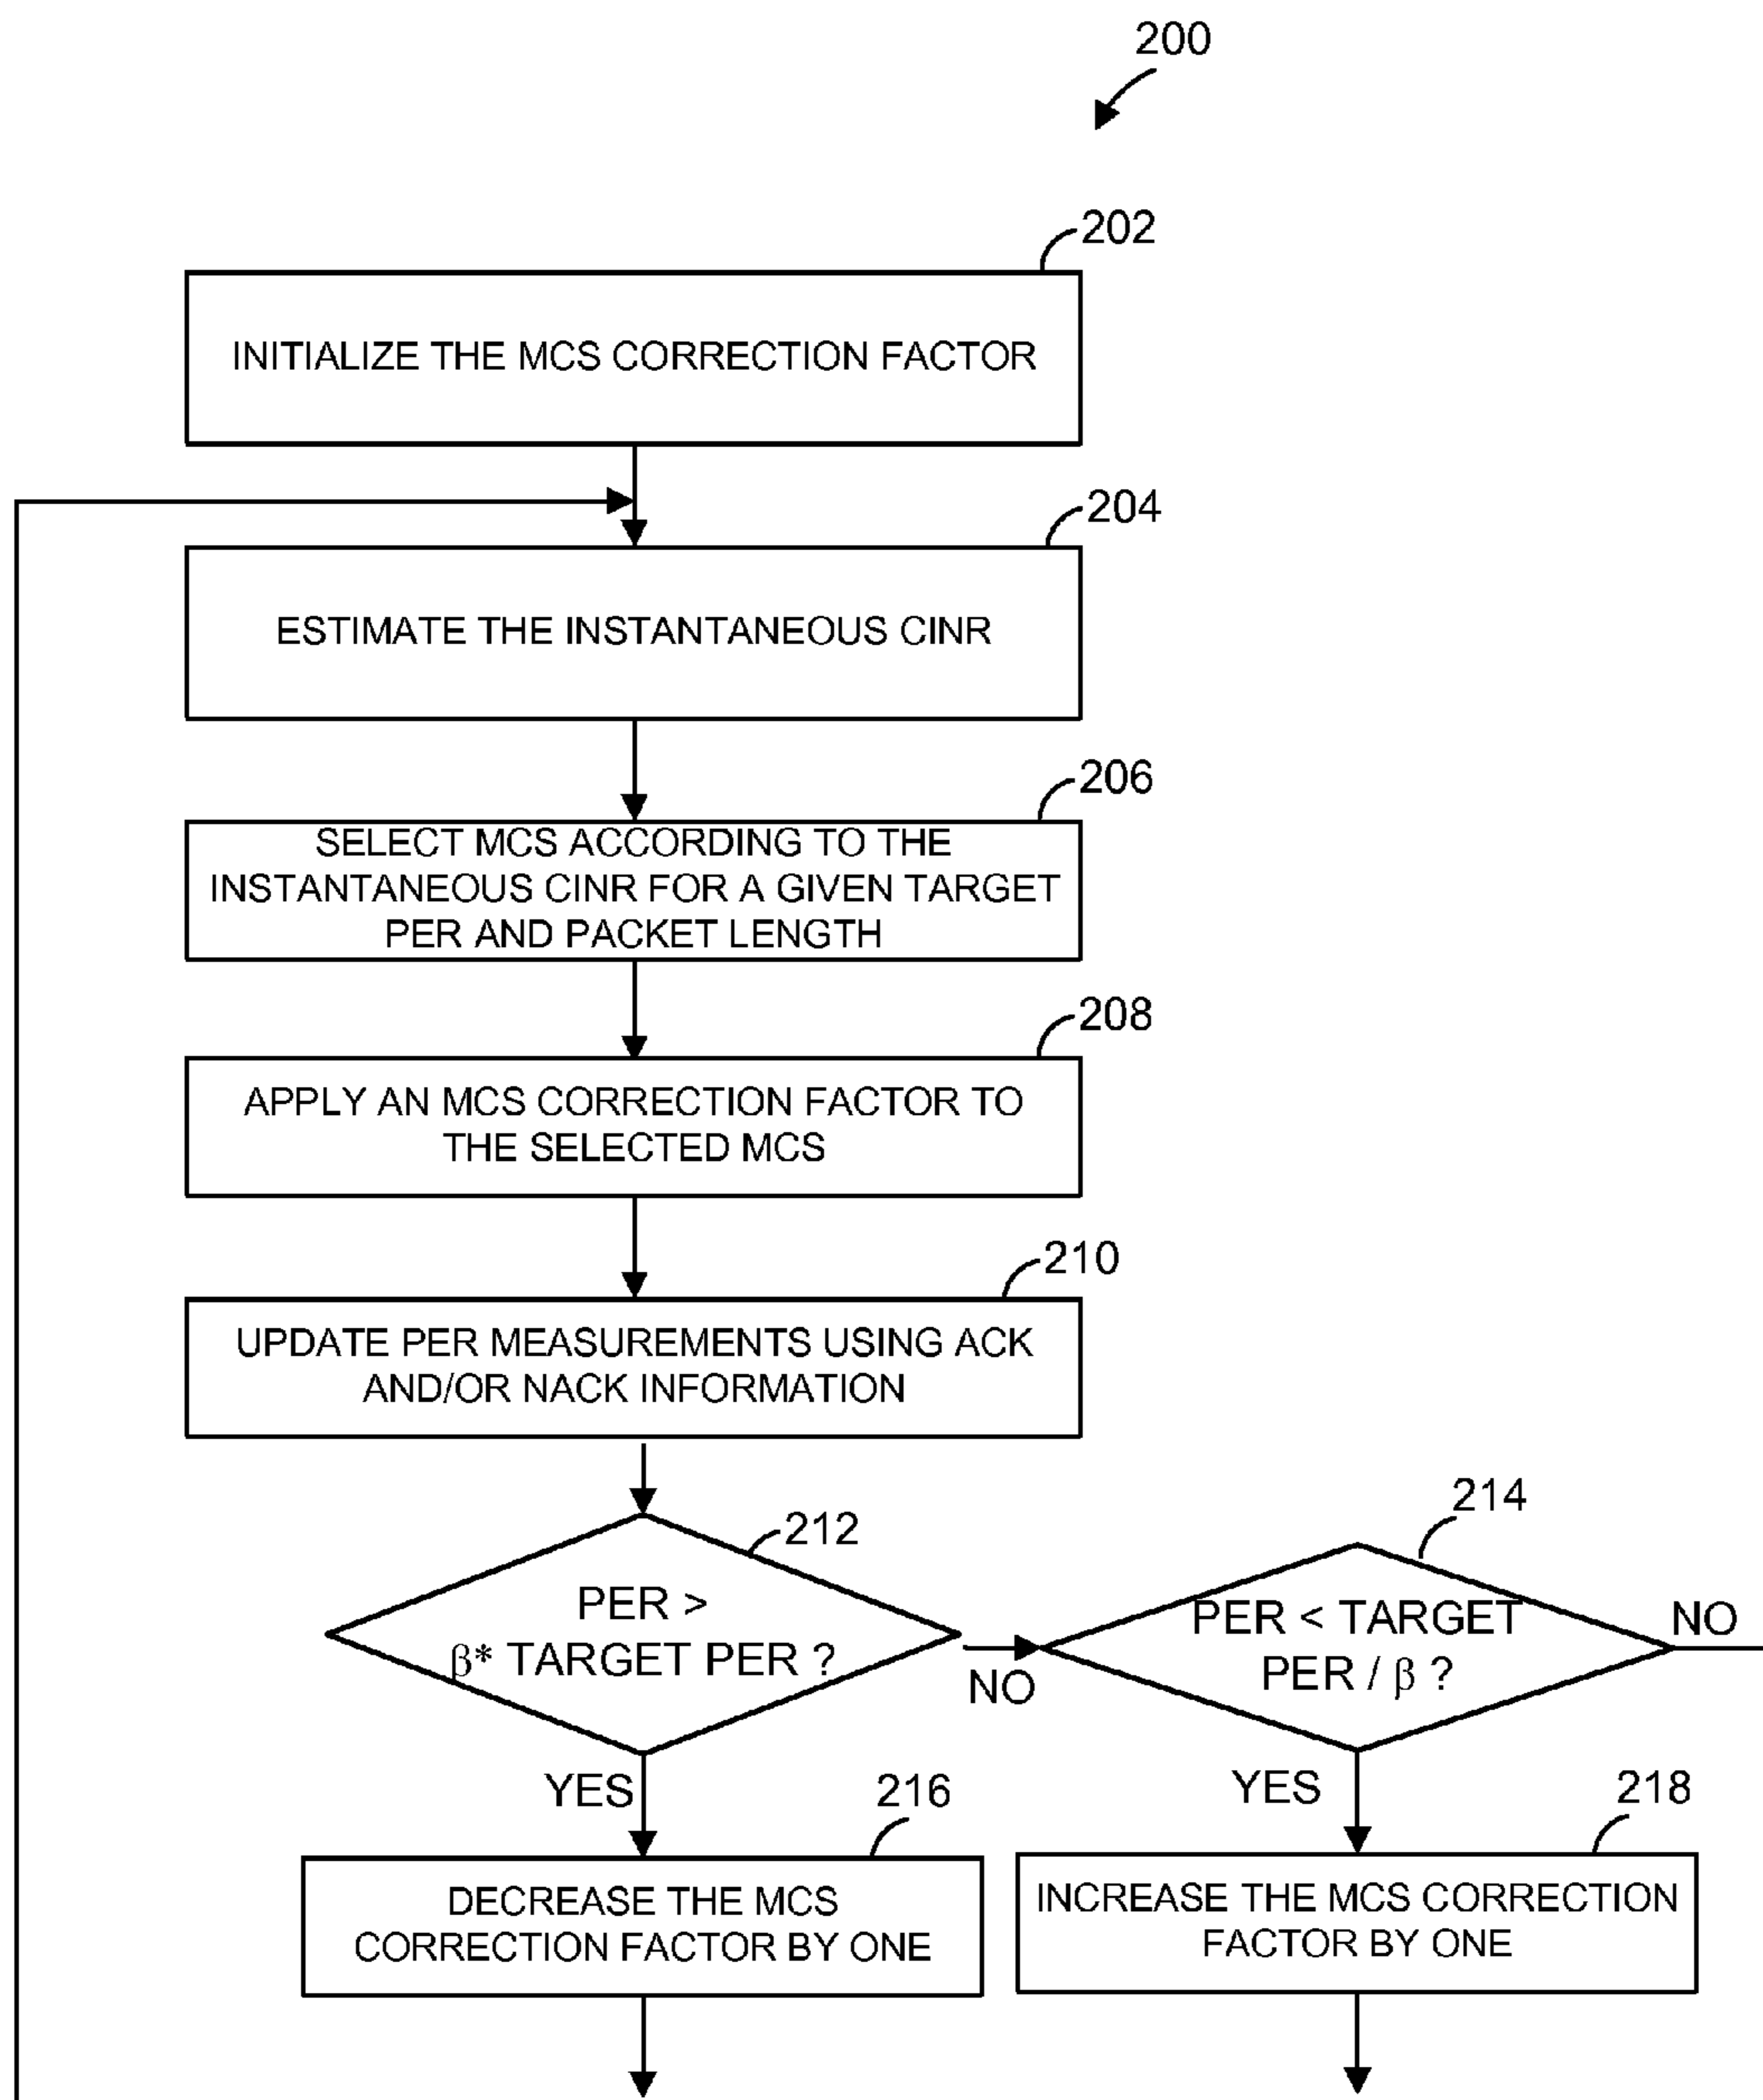 200
202
INITIALIZE THE MCS CORRECTION FACTOR
204
ESTIMATE THE INSTANTANEOUS CINR
206
SELECT MCS ACCORDING TO THE
INSTANTANEOUS CINR FOR A GIVEN TARGET
PER AND PACKET LENGTH
208
APPLY AN MCS CORRECTION FACTOR TO
THE SELECTED MCS
210
UPDATE PER MEASUREMENTS USING ACK
AND/OR NACK INFORMATION
212
PER >
β* TARGET PER ?
NO
214
PER < TARGET
PER / β ?
NO
YES
216
DECREASE THE MCS
CORRECTION FACTOR BY ONE
YES
218
INCREASE THE MCS CORRECTION
FACTOR BY ONE